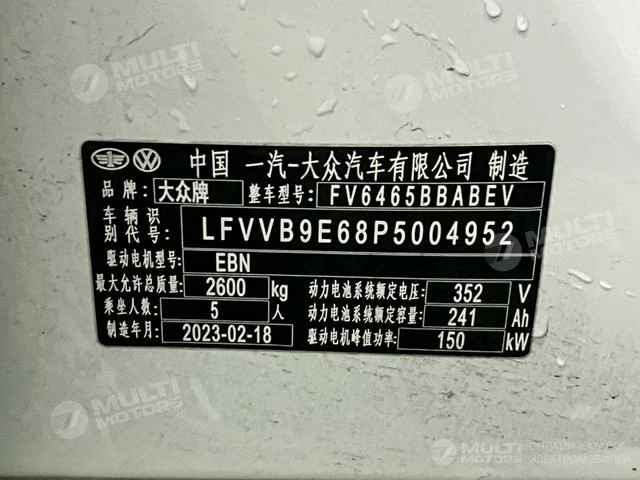 MULTI MOTORS
MULTI MOTORS
中国 一汽-大众汽车有限公司 制造
品牌: 大众牌 整车型号: FV6465BBABEV
车辆识别代号: LFVVB9E68P5004952
驱动电机型号: EBN
最大允许总质量: 2600 kg 动力电池系统额定电压: 352 V
乘坐人数: 5 人 动力电池系统额定容量: 241 Ah
制造年月: 2023-02-18 驱动电机峰值功率: 150 kW
MULTI MOTORS
MULTI MOTORS
ОНЛАЙН-КАТАЛОГ
ЭЛЕКТРОМОБИЛЕЙ